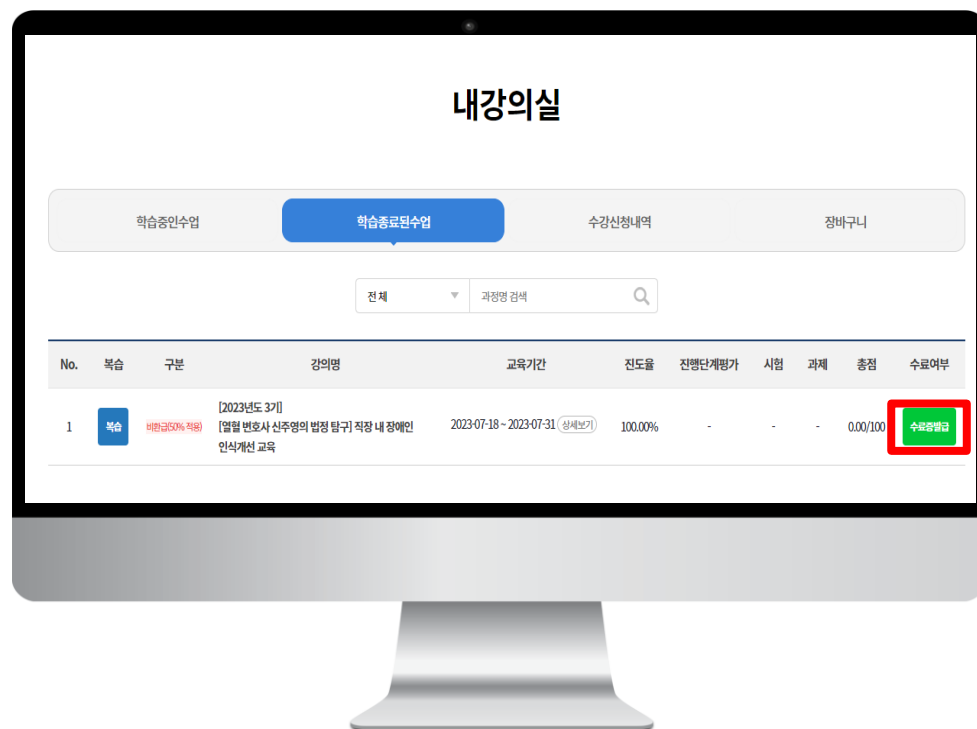 내강의실
학습중인수업 학습종료된수업 수강신청내역 장바구니
전체 과정명 검색
No. 복습 구분 강의명 교육기간 진도율 진행단계평가 시험 과제 총점 수료여부
[2023년도 3기]
1 복습 비환급(50% 적용) [열혈 변호사 신주영의 법정 탐구] 직장 내 장애인 2023-07-18 ~ 2023-07-31 상세보기 100.00% - - - 0.00/100 수료증발급
인식개선 교육